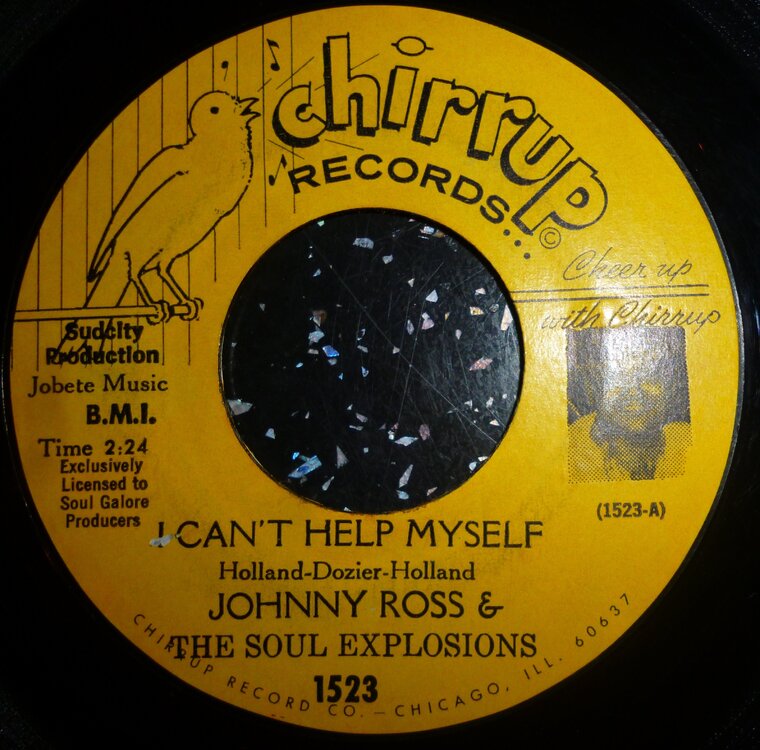 chirrup
RECORDS...
©
Cheer up
with Chirrup
Sudcity
Production
Jobete Music
B.M.I.
Time 2:24
Exclusively
Licensed to
Soul Galore
Producers
(1523-A)
I CAN'T HELP MYSELF
Holland-Dozier-Holland
JOHNNY ROSS &
THE SOUL EXPLOSIONS
1523
CHIRRUP RECORD CO. — CHICAGO, ILL. 60637